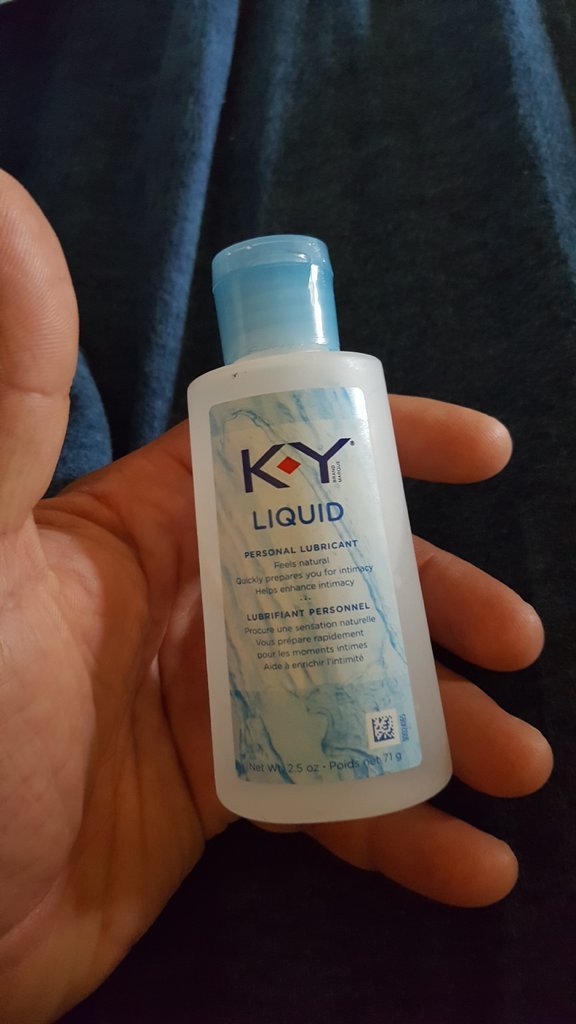 K-Y®
BRAND
MARQUE
LIQUID
PERSONAL LUBRICANT
Feels natural
Quickly prepares you for intimacy
Helps enhance intimacy
LUBRIFIANT PERSONNEL
Procure une sensation naturelle
Vous prépare rapidement
pour les moments intimes
Aide à enrichir l'intimité
Net Wt. 2.5 oz • Poids net 71 g